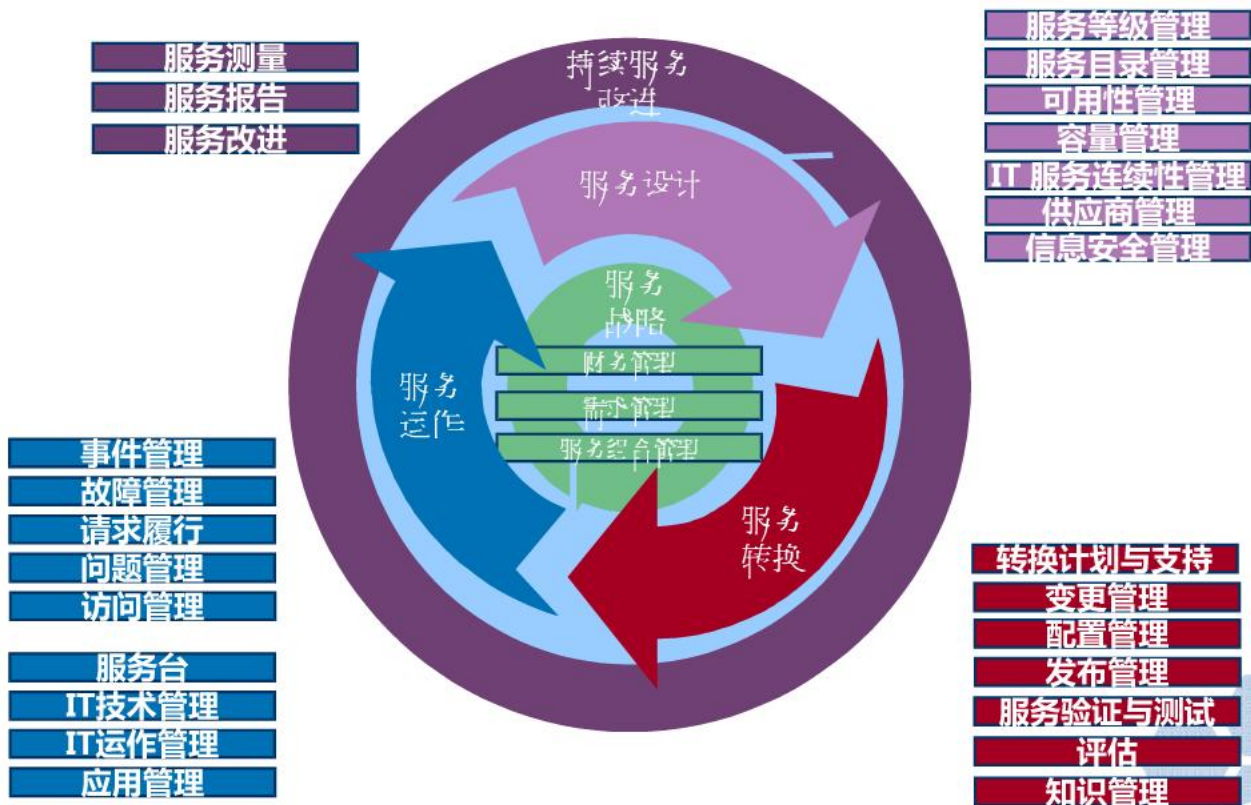 服务测量
服务报告
服务改进
持续服务
改进
服务设计
服务等级管理
服务目录管理
可用性管理
容量管理
IT 服务连续性管理
供应商管理
信息安全管理
服务
战略
财务管理
需求管理
服务组合管理
服务
运作
服务
转换
事件管理
故障管理
请求履行
问题管理
访问管理
服务台
IT技术管理
IT运作管理
应用管理
转换计划与支持
变更管理
配置管理
发布管理
服务验证与测试
评估
知识管理